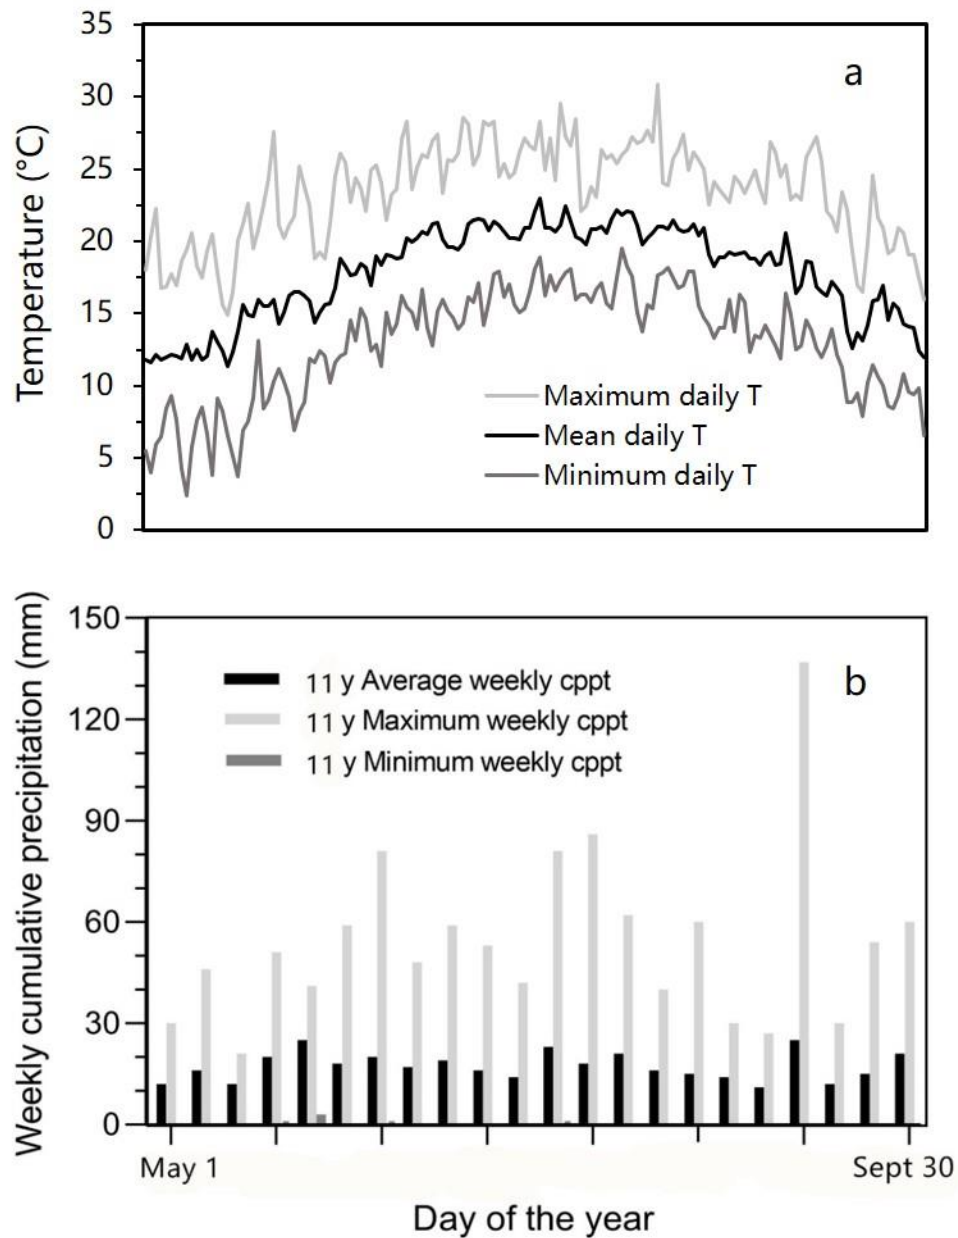 35
a
30
25
20
15
10
5
0
Temperature (°C)
Maximum daily T
Mean daily T
Minimum daily T
150
120
90
60
30
0
Weekly cumulative precipitation (mm)
b
11 y Average weekly cppt
11 y Maximum weekly cppt
11 y Minimum weekly cppt
May 1
Sept 30
Day of the year